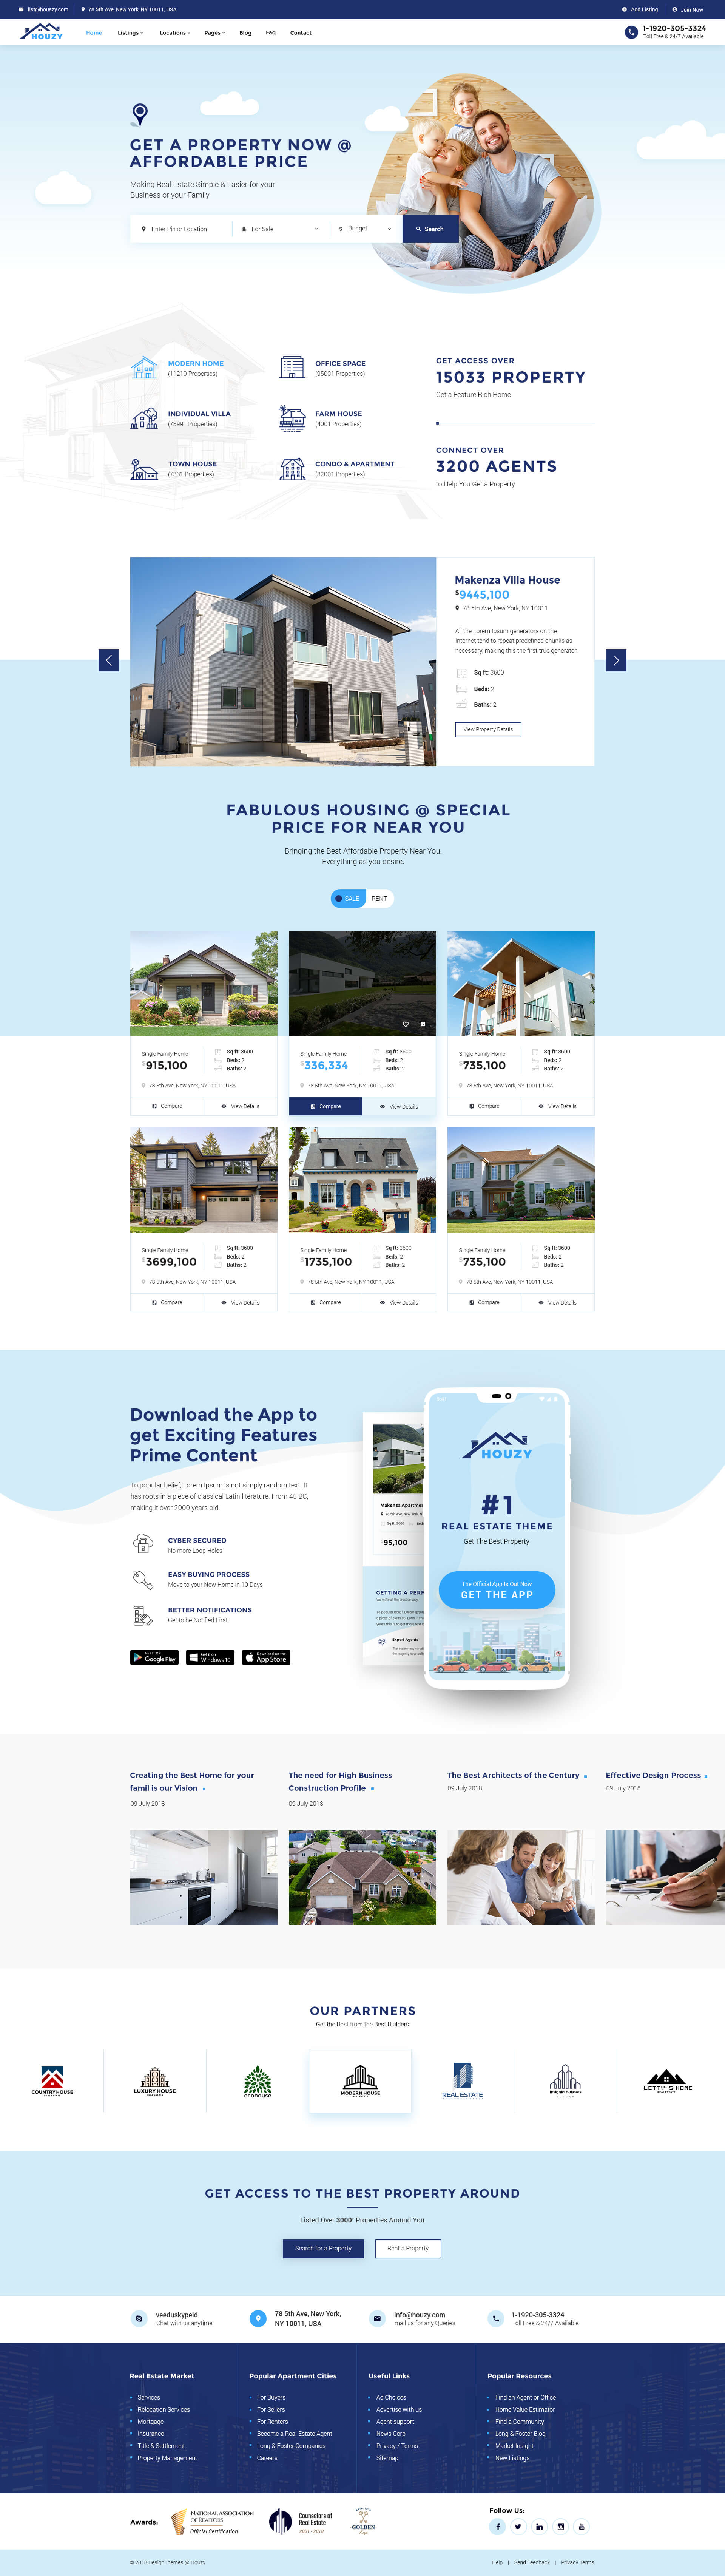 list@houszy.com
78 5th Ave, New York, NY 10011, USA
Add Listing
Join Now
HOUZY
Home
Listings
Locations
Pages
Blog
Faq
Contact
1-1920-305-3324
Toll Free & 24/7 Available
GET A PROPERTY NOW @
AFFORDABLE PRICE
Making Real Estate Simple & Easier for your
Business or your Family
Enter Pin or Location
For Sale
$ Budget
Search
MODERN HOME
(11210 Properties)
OFFICE SPACE
(95001 Properties)
INDIVIDUAL VILLA
(73991 Properties)
FARM HOUSE
(4001 Properties)
TOWN HOUSE
(7331 Properties)
CONDO & APARTMENT
(32001 Properties)
GET ACCESS OVER
15033 PROPERTY
Get a Feature Rich Home
CONNECT OVER
3200 AGENTS
to Help You Get a Property
Makenza Villa House
$9445,100
78 5th Ave, New York, NY 10011
All the Lorem Ipsum generators on the
Internet tend to repeat predefined chunks as
necessary, making this the first true generator.
Sq ft: 3600
Beds: 2
Baths: 2
View Property Details
FABULOUS HOUSING @ SPECIAL
PRICE FOR NEAR YOU
Bringing the Best Affordable Property Near You.
Everything as you desire.
SALE
RENT
Single Family Home
$915,100
Sq ft: 3600
Beds: 2
Baths: 2
78 5th Ave, New York, NY 10011, USA
Compare
View Details
Single Family Home
$336,334
Sq ft: 3600
Beds: 2
Baths: 2
78 5th Ave, New York, NY 10011, USA
Compare
View Details
Single Family Home
$735,100
Sq ft: 3600
Beds: 2
Baths: 2
78 5th Ave, New York, NY 10011, USA
Compare
View Details
Single Family Home
$3699,100
Sq ft: 3600
Beds: 2
Baths: 2
78 5th Ave, New York, NY 10011, USA
Compare
View Details
Single Family Home
$1735,100
Sq ft: 3600
Beds: 2
Baths: 2
78 5th Ave, New York, NY 10011, USA
Compare
View Details
Single Family Home
$735,100
Sq ft: 3600
Beds: 2
Baths: 2
78 5th Ave, New York, NY 10011, USA
Compare
View Details
Download the App to
get Exciting Features
Prime Content
To popular belief, Lorem Ipsum is not simply random text. It
has roots in a piece of classical Latin literature. From 45 BC,
making it over 2000 years old.
CYBER SECURED
No more Loop Holes
EASY BUYING PROCESS
Move to your New Home in 10 Days
BETTER NOTIFICATIONS
Get to be Notified First
GET IT ON
Google Play
Get it on
Windows 10
Download on the
App Store
Makenza Apartmen
95,100
GETTING A PERF
Expert Agents
HOUZY
#1
REAL ESTATE THEME
Get The Best Property
The Official App Is Out Now
GET THE APP
Creating the Best Home for your
famil is our Vision
09 July 2018
The need for High Business
Construction Profile
09 July 2018
The Best Architects of the Century
09 July 2018
Effective Design Process
09 July 2018
OUR PARTNERS
Get the Best from the Best Builders
COUNTRY HOUSE
REAL ESTATE
LUXURY HOUSE
REAL ESTATE
ecohouse
MODERN HOUSE
REAL ESTATE
REAL ESTATE
Insignia Builders
LETTY'S HOME
REAL ESTATE
GET ACCESS TO THE BEST PROPERTY AROUND
Listed Over 3000+ Properties Around You
Search for a Property
Rent a Property
veeduskypeid
Chat with us anytime
78 5th Ave, New York,
NY 10011, USA
info@houzy.com
mail us for any Queries
1-1920-305-3324
Toll Free & 24/7 Available
Real Estate Market
Services
Relocation Services
Mortgage
Insurance
Title & Settlement
Property Management
Popular Apartment Cities
For Buyers
For Sellers
For Renters
Become a Real Estate Agent
Long & Foster Companies
Careers
Useful Links
Ad Choices
Advertise with us
Agent support
News Corp
Privacy / Terms
Sitemap
Popular Resources
Find an Agent or Office
Home Value Estimator
Find a Community
Long & Foster Blog
Market Insight
New Listings
Awards:
NATIONAL ASSOCIATION
OF REALTORS
Official Certification
Counselors of
Real Estate
2001 - 2018
GOLDEN
Follow Us:
© 2018 DesignThemes @ Houzy
Help | Send Feedback | Privacy Terms